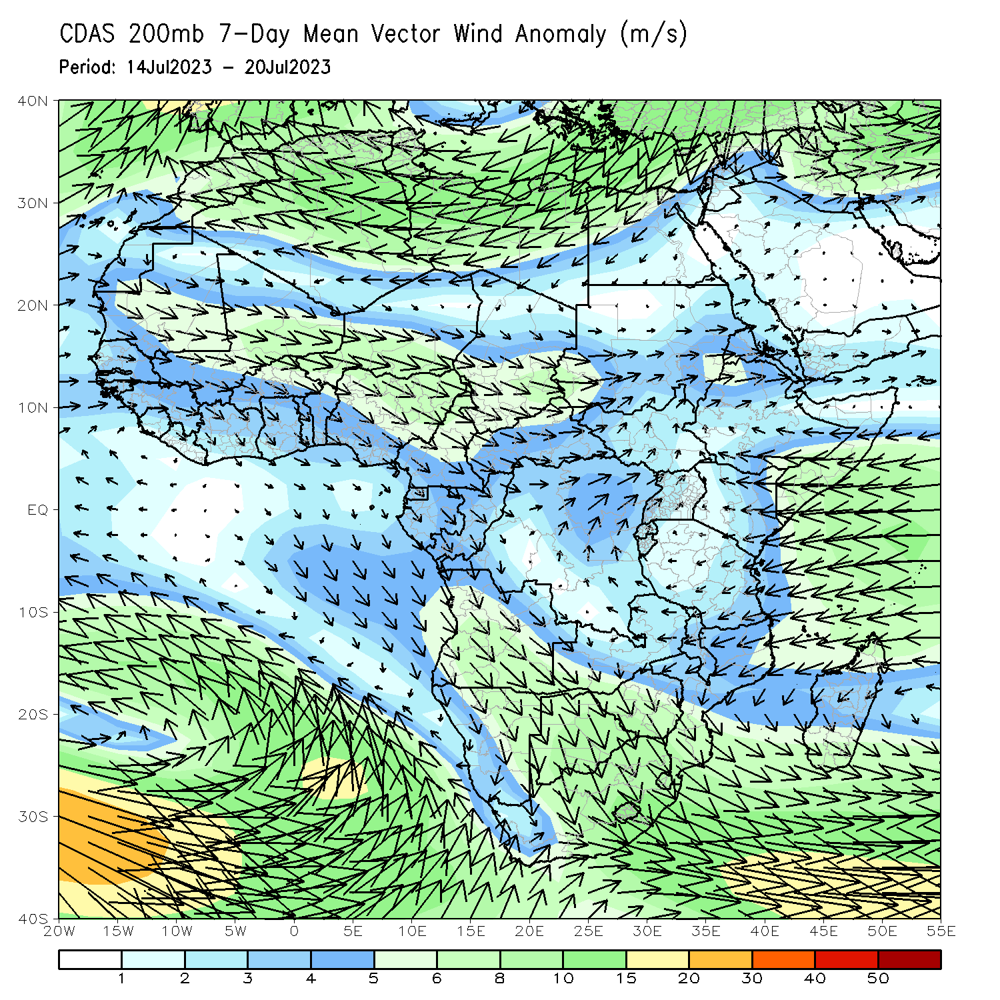 CDAS 200mb 7-Day Mean Vector Wind Anomaly (m/s)
Period: 14Jul2023 - 20Jul2023
40N
30N
20N
10N
EQ
10S
20S
30S
40S
20W 15W 10W 5W 0 5E 10E 15E 20E 25E 30E 35E 40E 45E 50E 55E
1 2 3 4 5 6 8 10 15 20 30 40 50